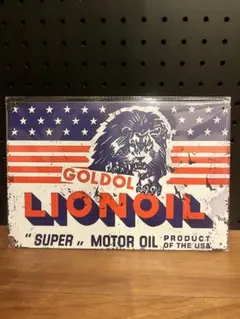 GOLDOL
LIONOIL
"SUPER„ MOTOR OIL PRODUCT
OF THE USA